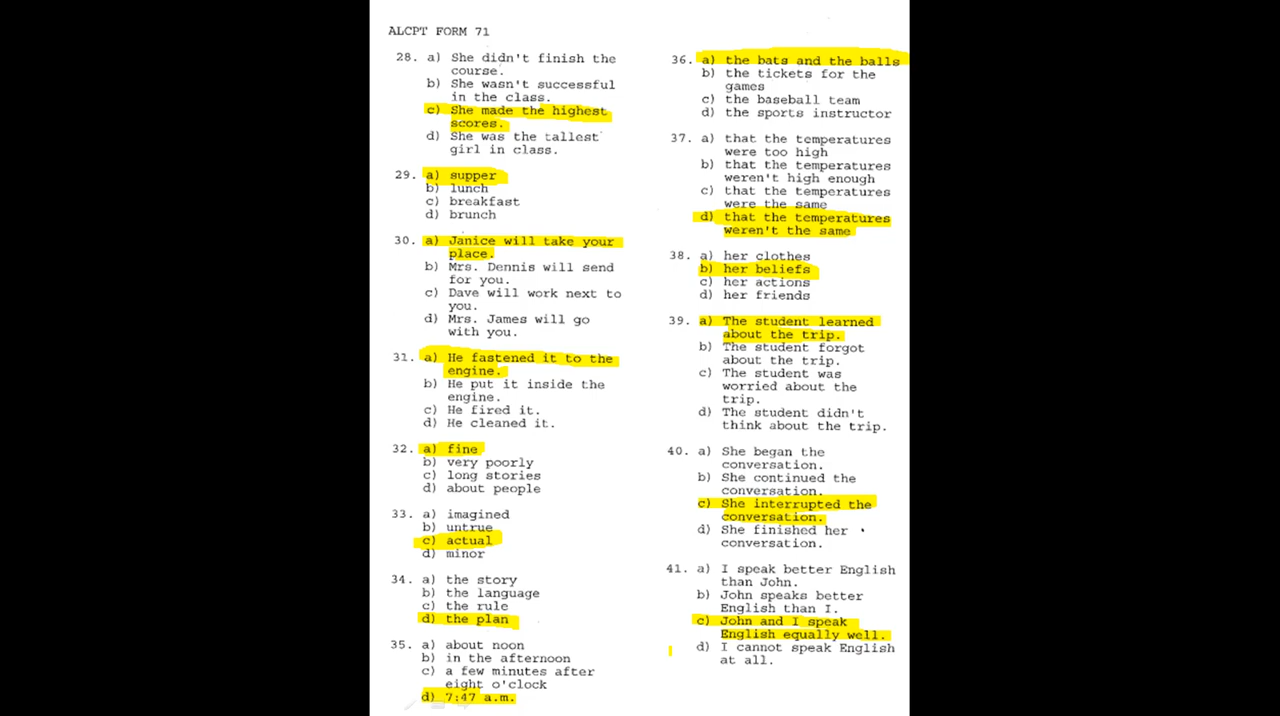 ALCPT FORM 71
28. a) She didn't finish the
course.
b) She wasn't successful
in the class.
c) She made the highest
scores.
d) She was the tallest
girl in class.
29. a) supper
b) lunch
c) breakfast
d) brunch
30. a) Janice will take your
place.
b) Mrs. Dennis will send
for you.
c) Dave will work next to
you.
d) Mrs. James will go
with you.
31. a) He fastened it to the
engine.
b) He put it inside the
engine.
c) He fired it.
d) He cleaned it.
32. a) fine
b) very poorly
c) long stories
d) about people
33. a) imagined
b) untrue
c) actual
d) minor
34. a) the story
b) the language
c) the rule
d) the plan
35. a) about noon
b) in the afternoon
c) a few minutes after
eight o'clock
d) 7:47 a.m.
36. a) the bats and the balls
b) the tickets for the
games
c) the baseball team
d) the sports instructor
37. a) that the temperatures
were too high
b) that the temperatures
weren't high enough
c) that the temperatures
were the same
d) that the temperatures
weren't the same
38. a) her clothes
b) her beliefs
c) her actions
d) her friends
39. a) The student learned
about the trip.
b) The student forgot
about the trip.
c) The student was
worried about the
trip.
d) The student didn't
think about the trip.
40. a) She began the
conversation.
b) She continued the
conversation.
c) She interrupted the
conversation.
d) She finished her
conversation.
41. a) I speak better English
than John.
b) John speaks better
English than I.
c) John and I speak
English equally well.
d) I cannot speak English
at all.